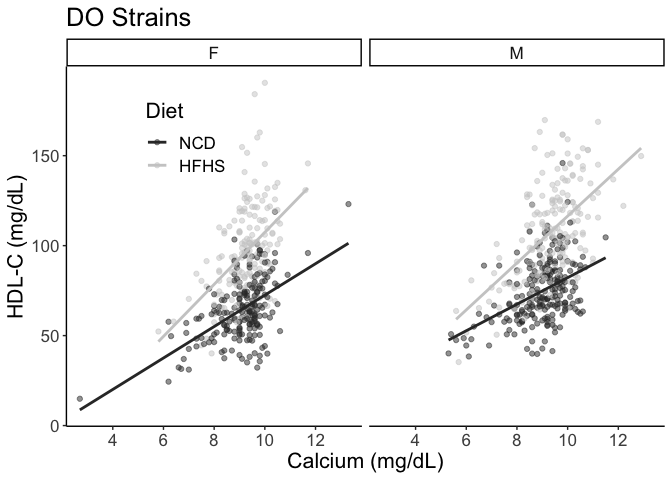 DO Strains
F
M
Diet
NCD
HFHS
150
100
50
0
4 6 8 10 12
4 6 8 10 12
HDL-C (mg/dL)
Calcium (mg/dL)